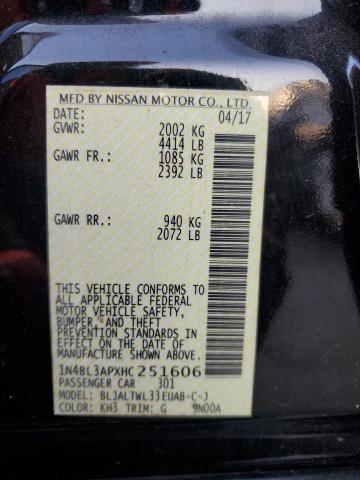 MFD BY NISSAN MOTOR CO., LTD.
DATE: 04/17
GVWR: 2002 KG
4414 LB
GAWR FR: 1085 KG
2392 LB
GAWR RR: 940 KG
2072 LB
THIS VEHICLE CONFORMS TO
ALL APPLICABLE FEDERAL
MOTOR VEHICLE SAFETY,
BUMPER, AND THEFT
PREVENTION STANDARDS IN
EFFECT ON THE DATE OF
MANUFACTURE SHOWN ABOVE.
1N4BL3APXHC251606
PASSENGER CAR 301
MODEL: BLJALTWL33EUAB-C-J
COLOR: KH3 TRIM: G 9N00A